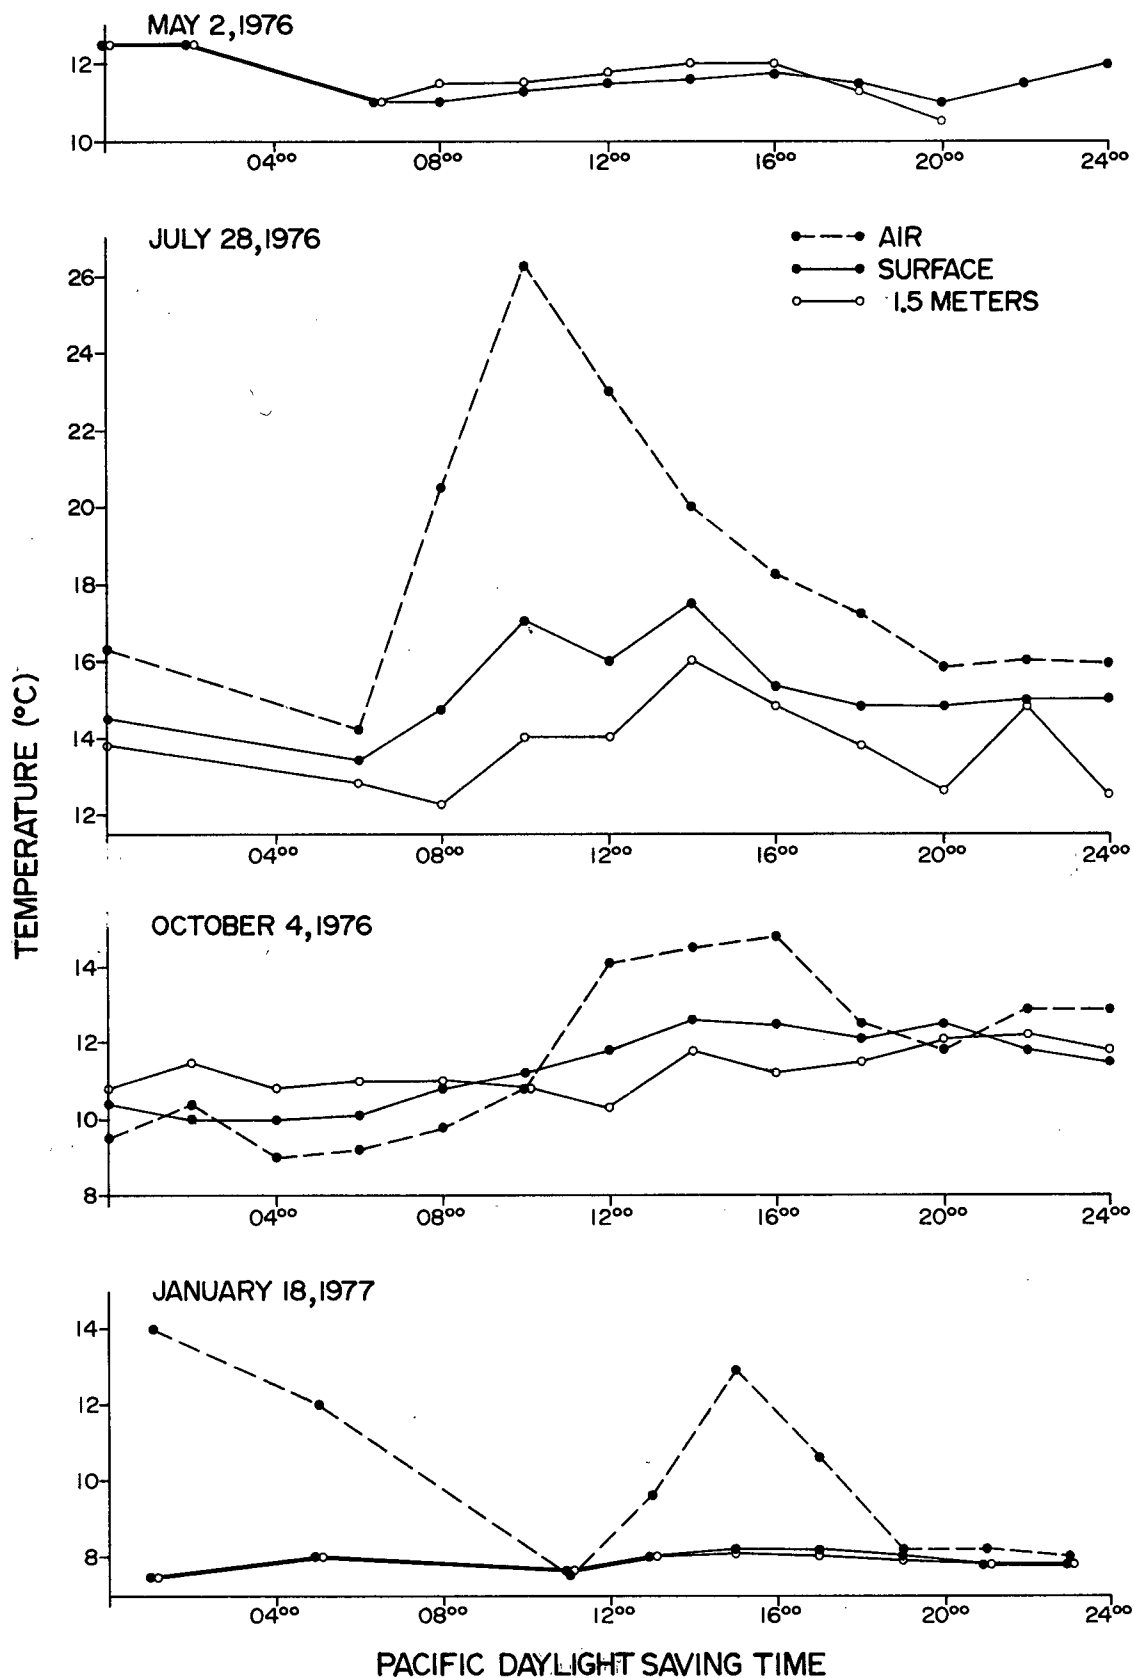 MAY 2, 1976
12
10
04⁰⁰ 08⁰⁰ 12⁰⁰ 16⁰⁰ 20⁰⁰ 24⁰⁰
JULY 28, 1976
AIR
SURFACE
1.5 METERS
26
24
22
20
18
16
14
12
04⁰⁰ 08⁰⁰ 12⁰⁰ 16⁰⁰ 20⁰⁰ 24⁰⁰
TEMPERATURE (°C)
OCTOBER 4, 1976
14
12
10
8
04⁰⁰ 08⁰⁰ 12⁰⁰ 16⁰⁰ 20⁰⁰ 24⁰⁰
JANUARY 18, 1977
14
12
10
8
04⁰⁰ 08⁰⁰ 12⁰⁰ 16⁰⁰ 20⁰⁰ 24⁰⁰
PACIFIC DAYLIGHT SAVING TIME